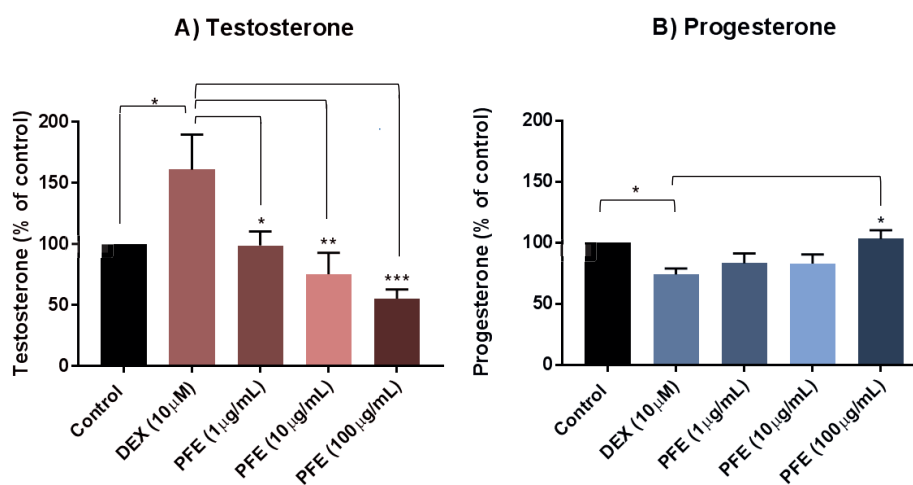 A) Testosterone
Testosterone (% of control)
200
150
100
50
0
*
*
**
***
Control
DEX (10μM)
PFE (1μg/mL)
PFE (10μg/mL)
PFE (100μg/mL)
B) Progesterone
Progesterone (% of control)
200
150
100
50
0
*
*
Control
DEX (10μM)
PFE (1μg/mL)
PFE (10μg/mL)
PFE (100μg/mL)